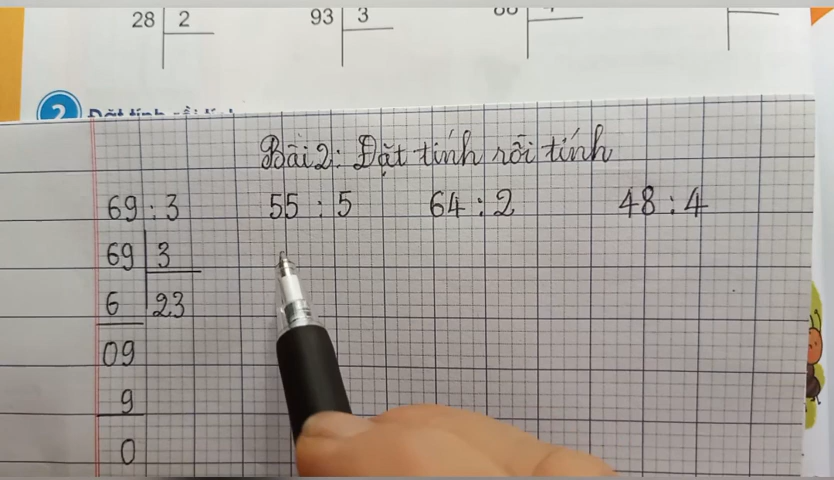 28 2 93 3
2
Bài 2: Đặt tính rồi tính
69 : 3 55 : 5 64 : 2 48 : 4
69 3
6 23
09
9
0